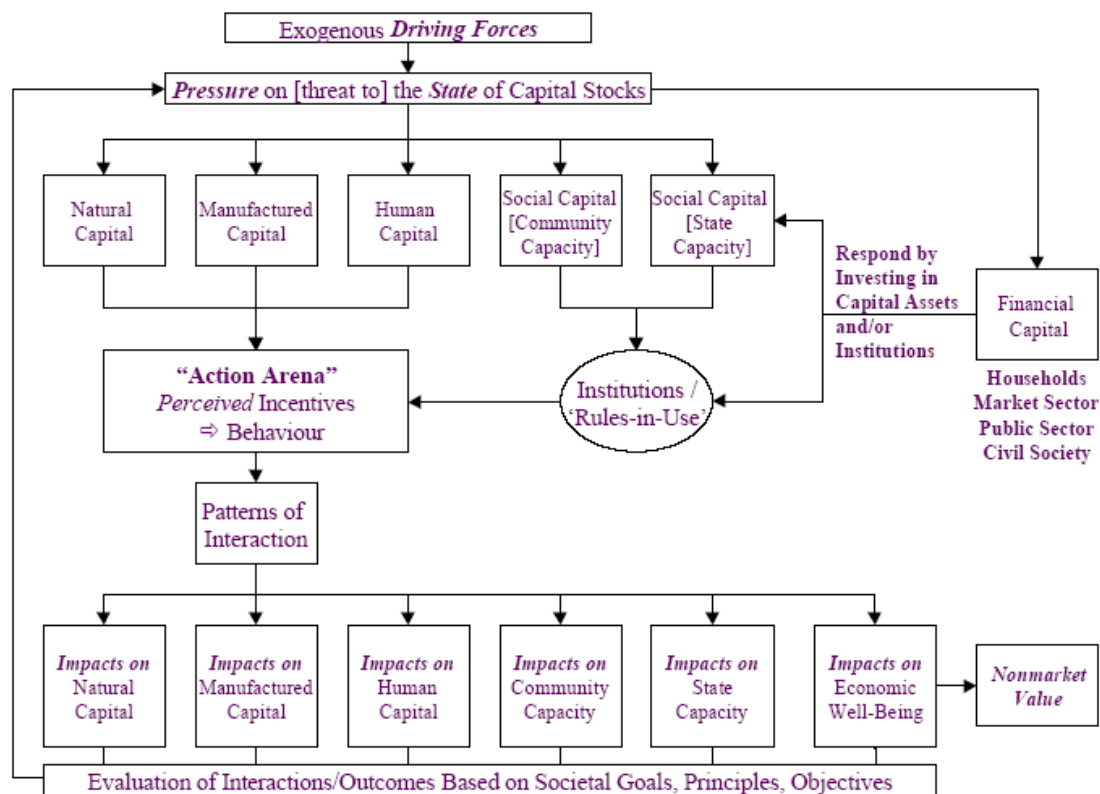 Exogenous Driving Forces
Pressure on [threat to] the State of Capital Stocks
Natural
Capital
Manufactured
Capital
Human
Capital
Social Capital
[Community
Capacity]
Social Capital
[State
Capacity]
Respond by
Investing in
Capital Assets
and/or
Institutions
Financial
Capital
Households
Market Sector
Public Sector
Civil Society
“Action Arena”
Perceived Incentives
⇨ Behaviour
Institutions /
‘Rules-in-Use’
Patterns of
Interaction
Impacts on
Natural
Capital
Impacts on
Manufactured
Capital
Impacts on
Human
Capital
Impacts on
Community
Capacity
Impacts on
State
Capacity
Impacts on
Economic
Well-Being
Nonmarket
Value
Evaluation of Interactions/Outcomes Based on Societal Goals, Principles, Objectives